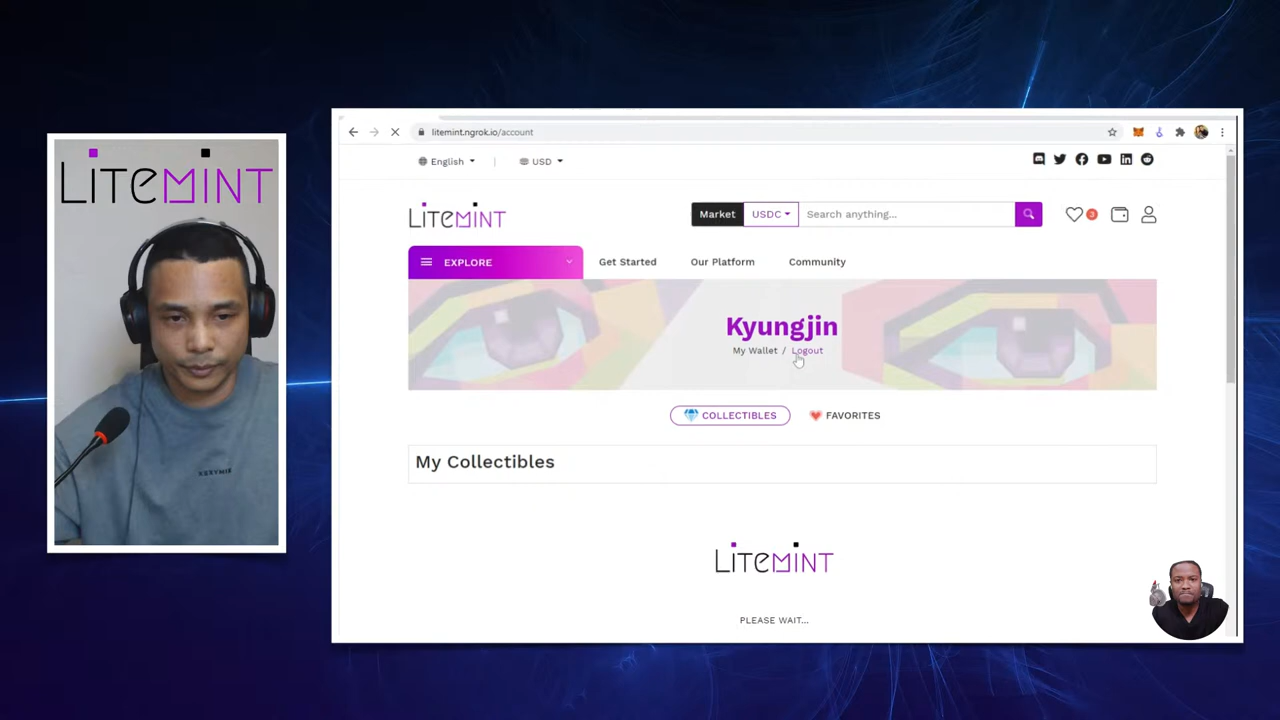 LITEMINT
litemint.ngrok.io/account
English | USD
LITEMINT
Market USDC Search anything... 3
EXPLORE Get Started Our Platform Community
Kyungjin
My Wallet / Logout
COLLECTIBLES FAVORITES
My Collectibles
LITEMINT
PLEASE WAIT...